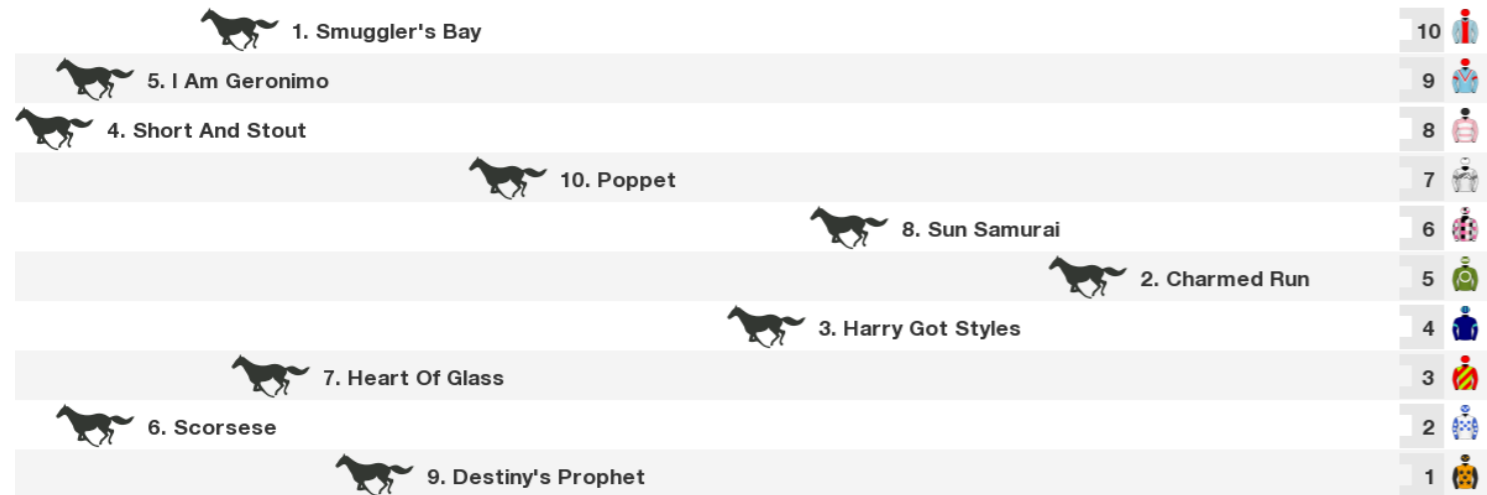 1. Smuggler's Bay 10
5. I Am Geronimo 9
4. Short And Stout 8
10. Poppet 7
8. Sun Samurai 6
2. Charmed Run 5
3. Harry Got Styles 4
7. Heart Of Glass 3
6. Scorsese 2
9. Destiny's Prophet 1